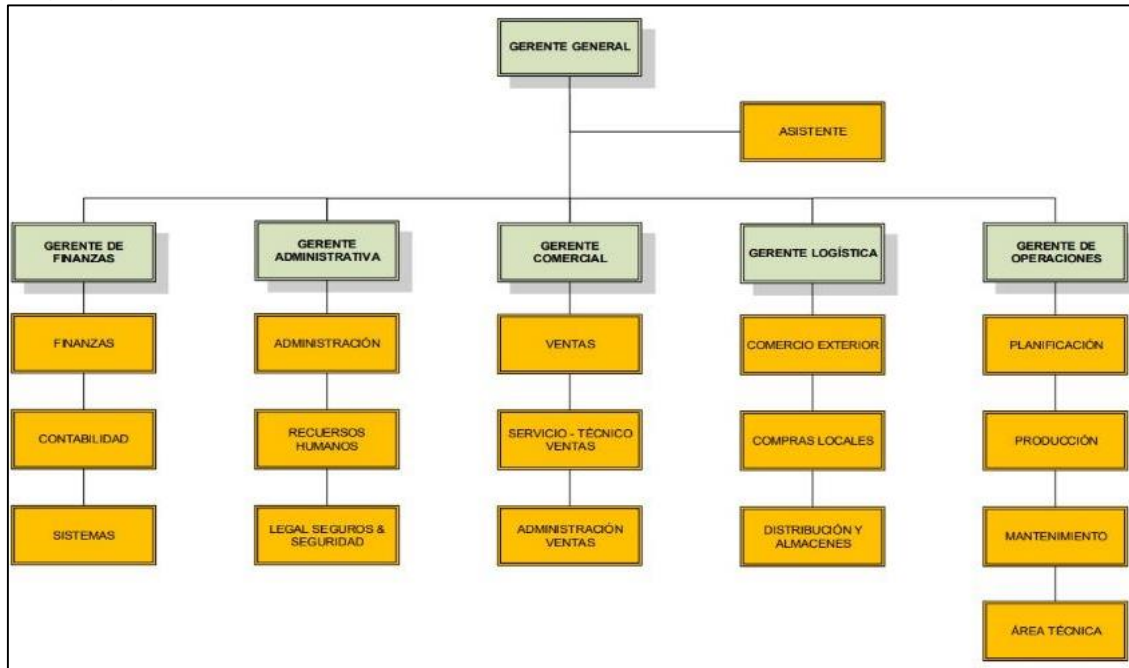 GERENTE GENERAL
ASISTENTE
GERENTE DE
FINANZAS
GERENTE
ADMINISTRATIVA
GERENTE
COMERCIAL
GERENTE LOGÍSTICA
GERENTE DE
OPERACIONES
FINANZAS
ADMINISTRACIÓN
VENTAS
COMERCIO EXTERIOR
PLANIFICACIÓN
CONTABILIDAD
RECUERSOS
HUMANOS
SERVICIO - TÉCNICO
VENTAS
COMPRAS LOCALES
PRODUCCIÓN
SISTEMAS
LEGAL SEGUROS &
SEGURIDAD
ADMINISTRACIÓN
VENTAS
DISTRIBUCIÓN Y
ALMACENES
MANTENIMIENTO
ÁREA TÉCNICA